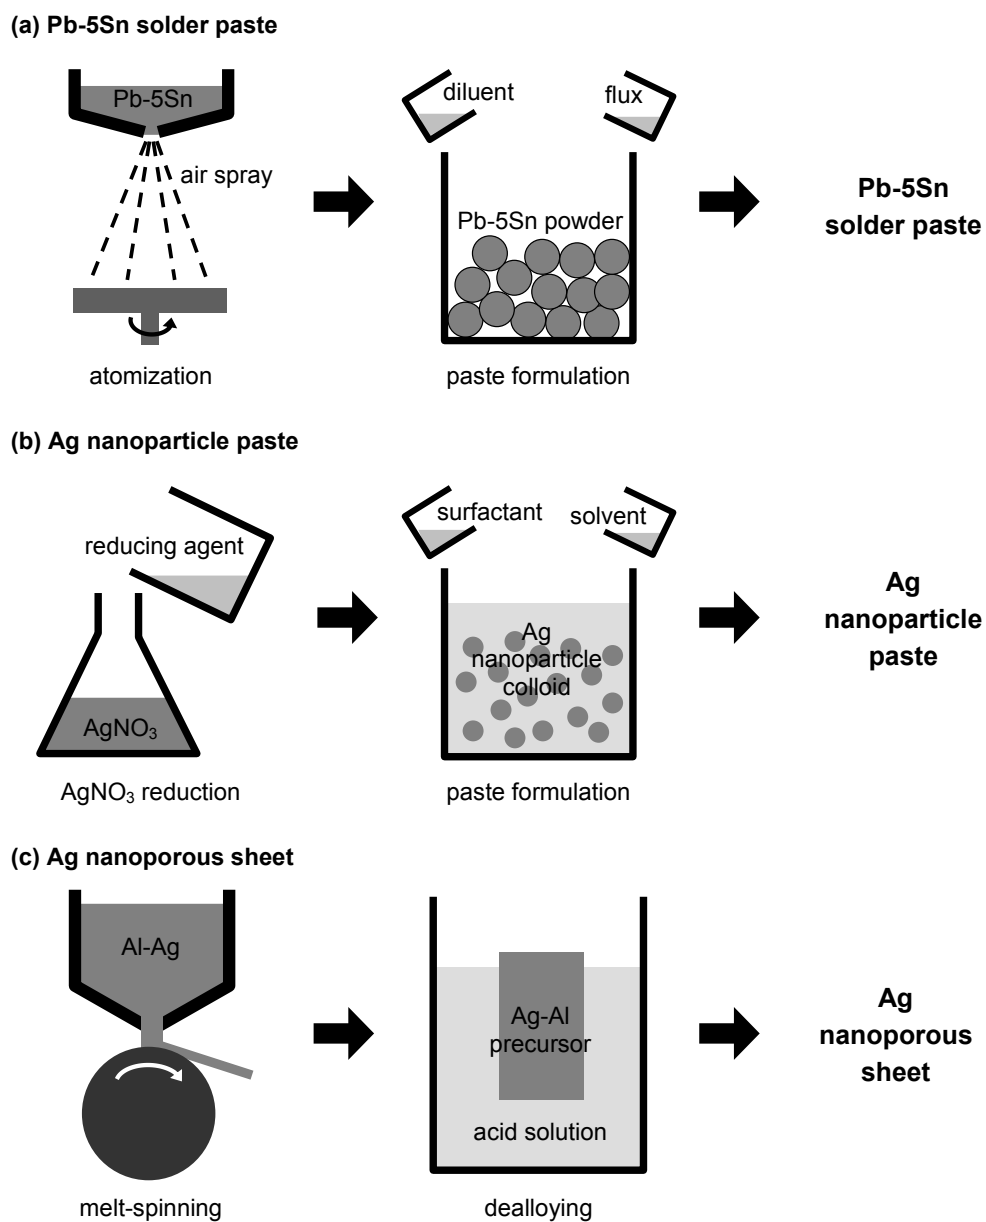 (a) Pb-5Sn solder paste
Pb-5Sn
air spray
atomization
diluent
flux
Pb-5Sn powder
paste formulation
Pb-5Sn
solder paste
(b) Ag nanoparticle paste
reducing agent
AgNO₃
AgNO₃ reduction
surfactant
solvent
Ag
nanoparticle
colloid
paste formulation
Ag
nanoparticle
paste
(c) Ag nanoporous sheet
Al-Ag
melt-spinning
Ag-Al
precursor
acid solution
dealloying
Ag
nanoporous
sheet